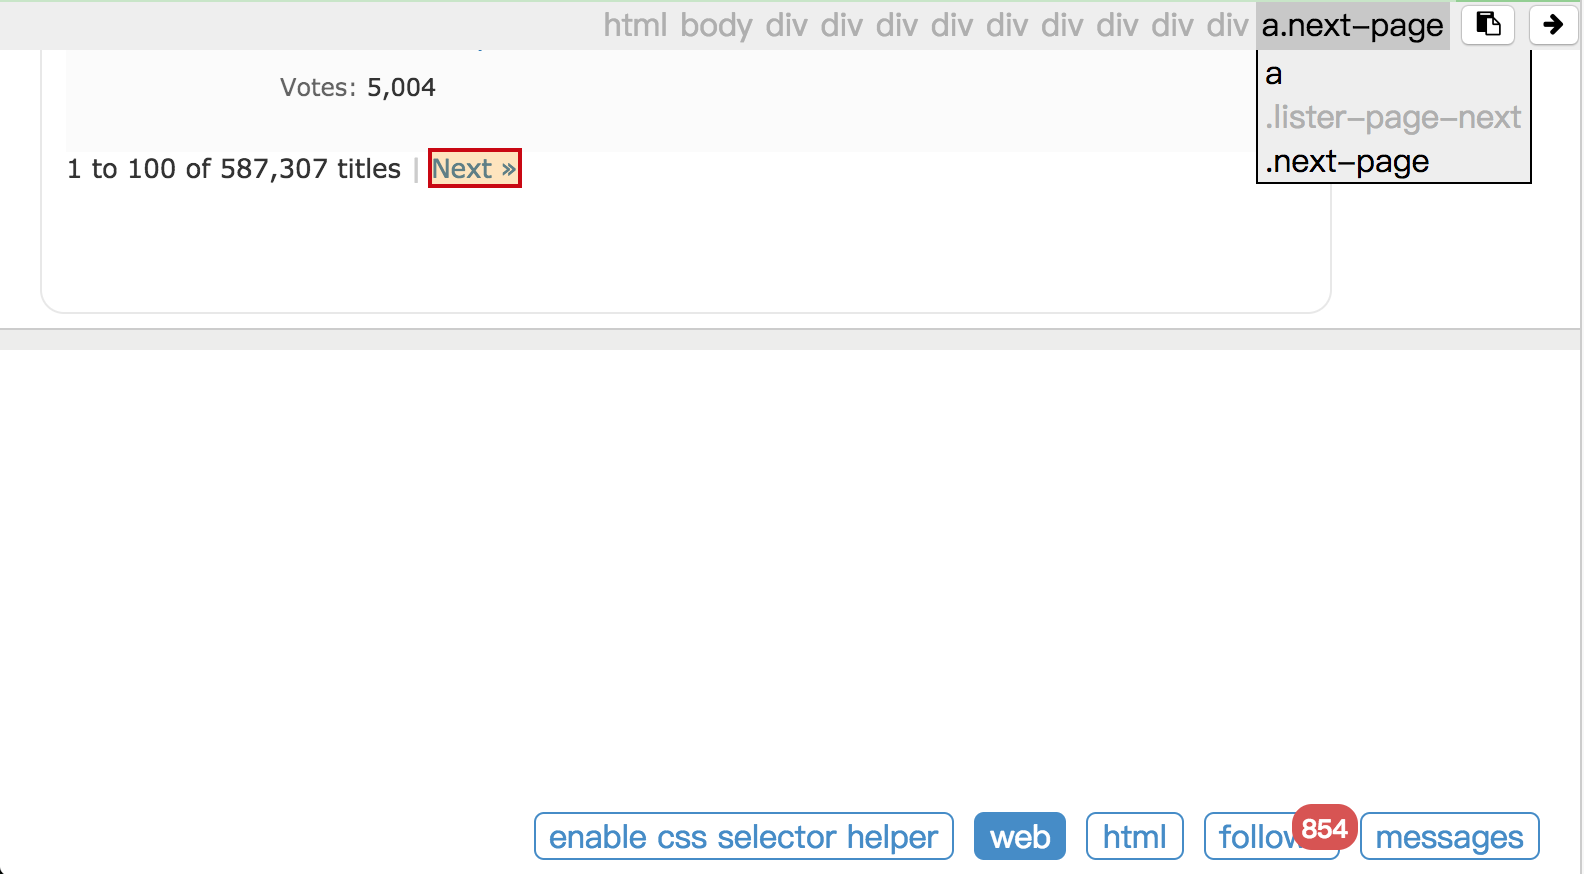 html body div div div div div div div div div a.next-page
a
.lister-page-next
.next-page
Votes: 5,004
1 to 100 of 587,307 titles | Next »
enable css selector helper web html follow 854 messages